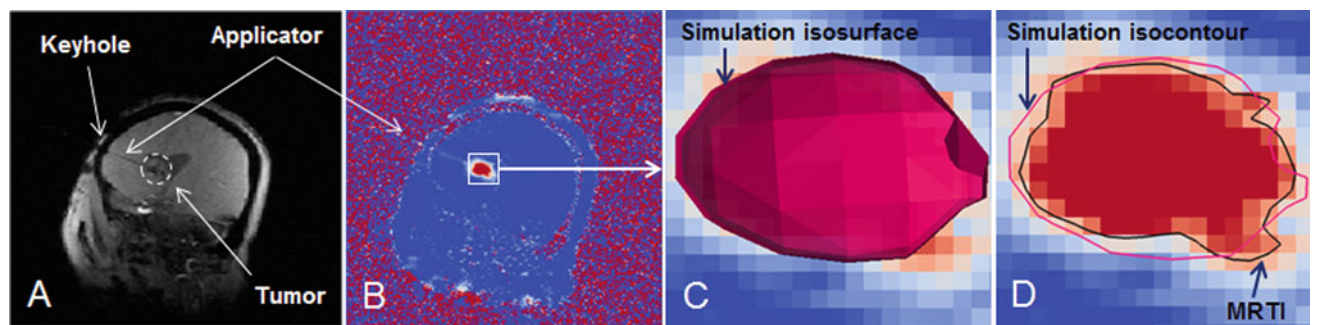 Keyhole
Applicator
Tumor
A
B
Simulation isosurface
C
Simulation isocontour
MRTI
D